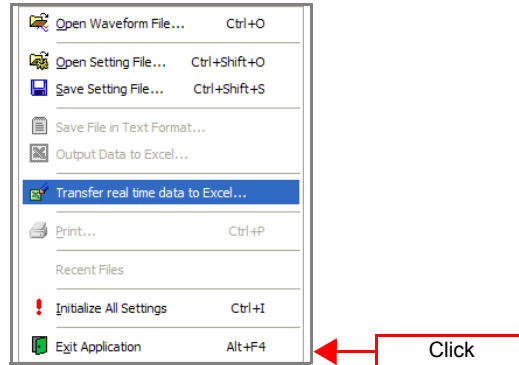 Open Waveform File... Ctrl+O
Open Setting File... Ctrl+Shift+O
Save Setting File... Ctrl+Shift+S
Save File in Text Format...
Output Data to Excel...
Transfer real time data to Excel...
Print... Ctrl+P
Recent Files
Initialize All Settings Ctrl+I
Exit Application Alt+F4
Click